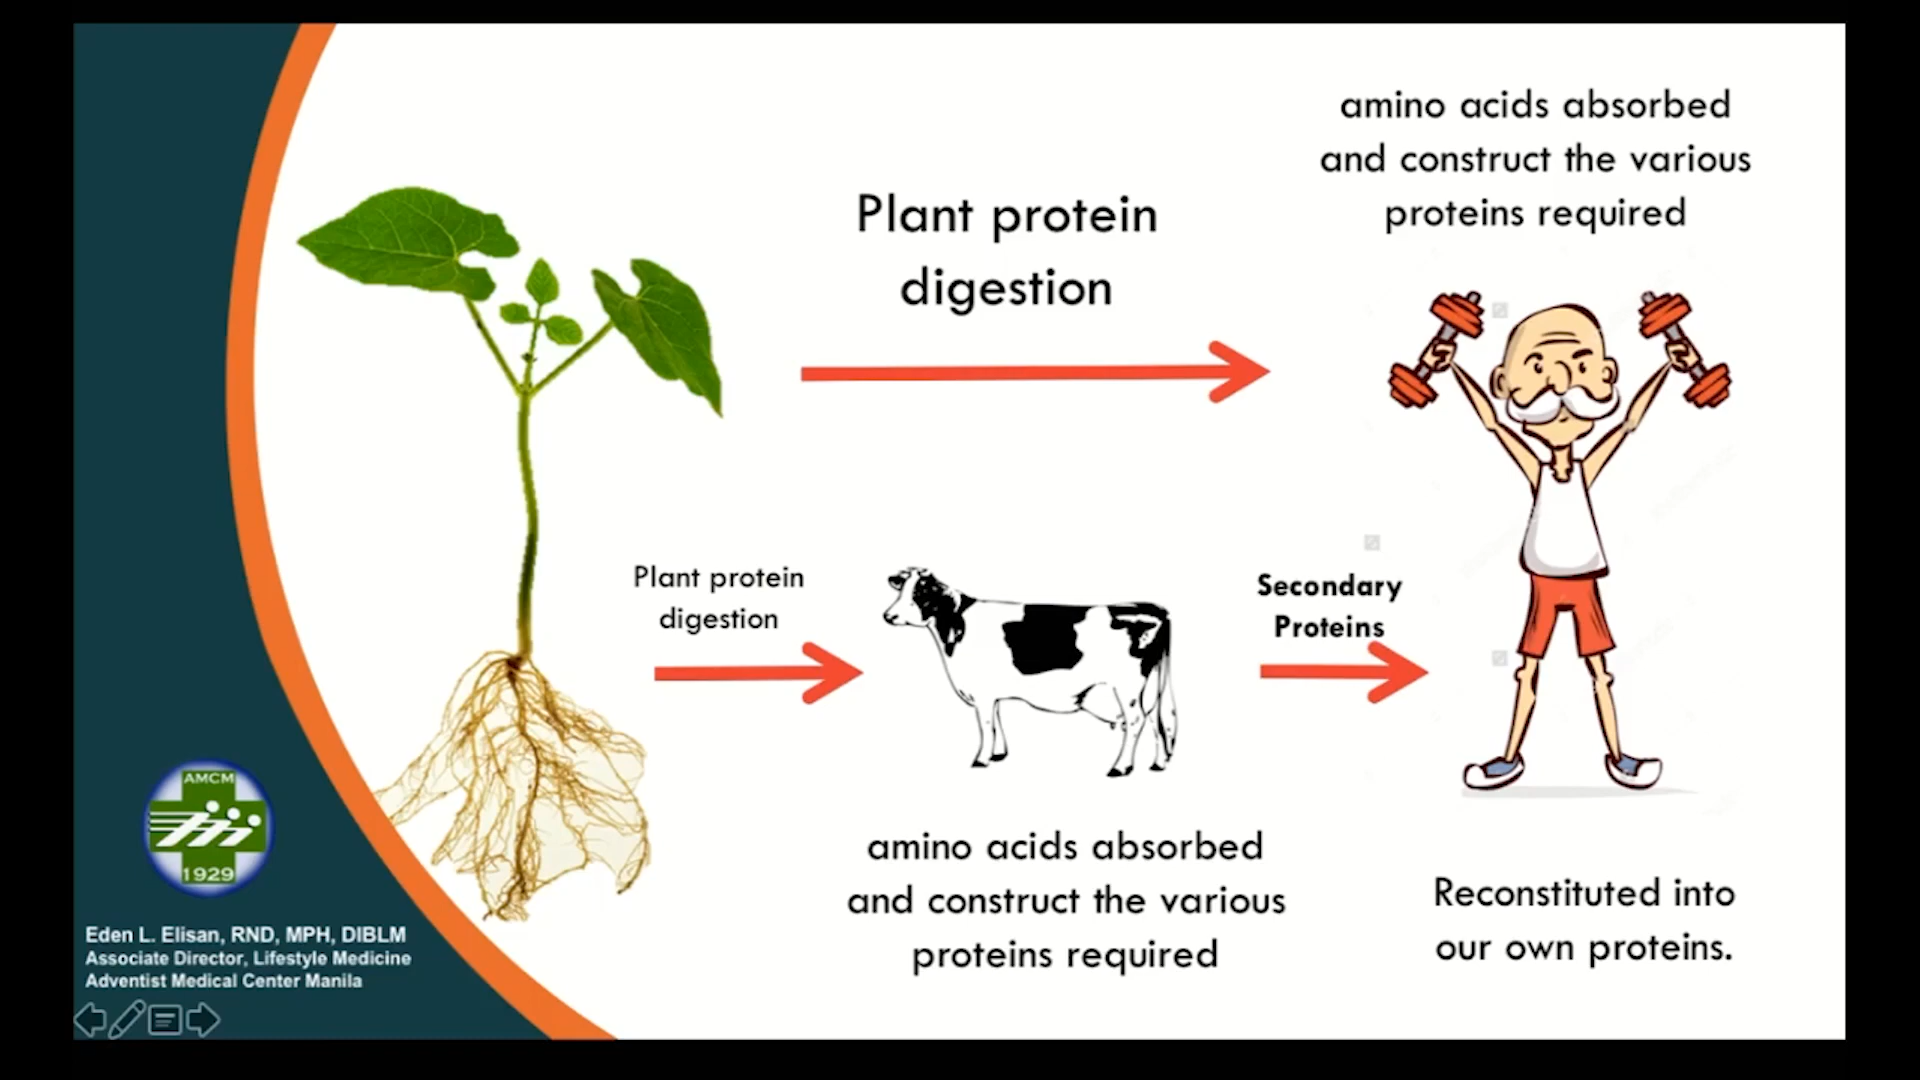 amino acids absorbed
and construct the various
proteins required
Plant protein
digestion
Plant protein
digestion
Secondary
Proteins
amino acids absorbed
and construct the various
proteins required
Reconstituted into
our own proteins.
AMCM
1929
Eden L. Elisan, RND, MPH, DIBLM
Associate Director, Lifestyle Medicine
Adventist Medical Center Manila